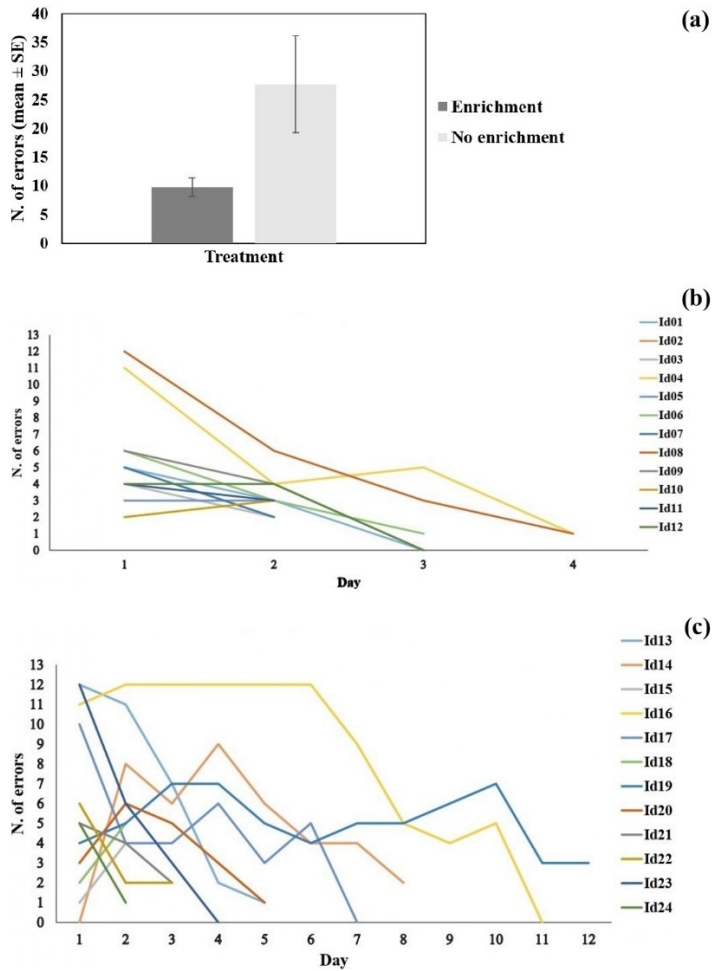 (a)
40
35
30
25
20
15
10
5
0
N. of errors (mean ± SE)
Enrichment
No enrichment
Treatment
(b)
13
12
11
10
9
8
7
6
5
4
3
2
1
0
N. of errors
1 2 3 4
Day
Id01
Id02
Id03
Id04
Id05
Id06
Id07
Id08
Id09
Id10
Id11
Id12
(c)
13
12
11
10
9
8
7
6
5
4
3
2
1
0
N. of errors
1 2 3 4 5 6 7 8 9 10 11 12
Day
Id13
Id14
Id15
Id16
Id17
Id18
Id19
Id20
Id21
Id22
Id23
Id24